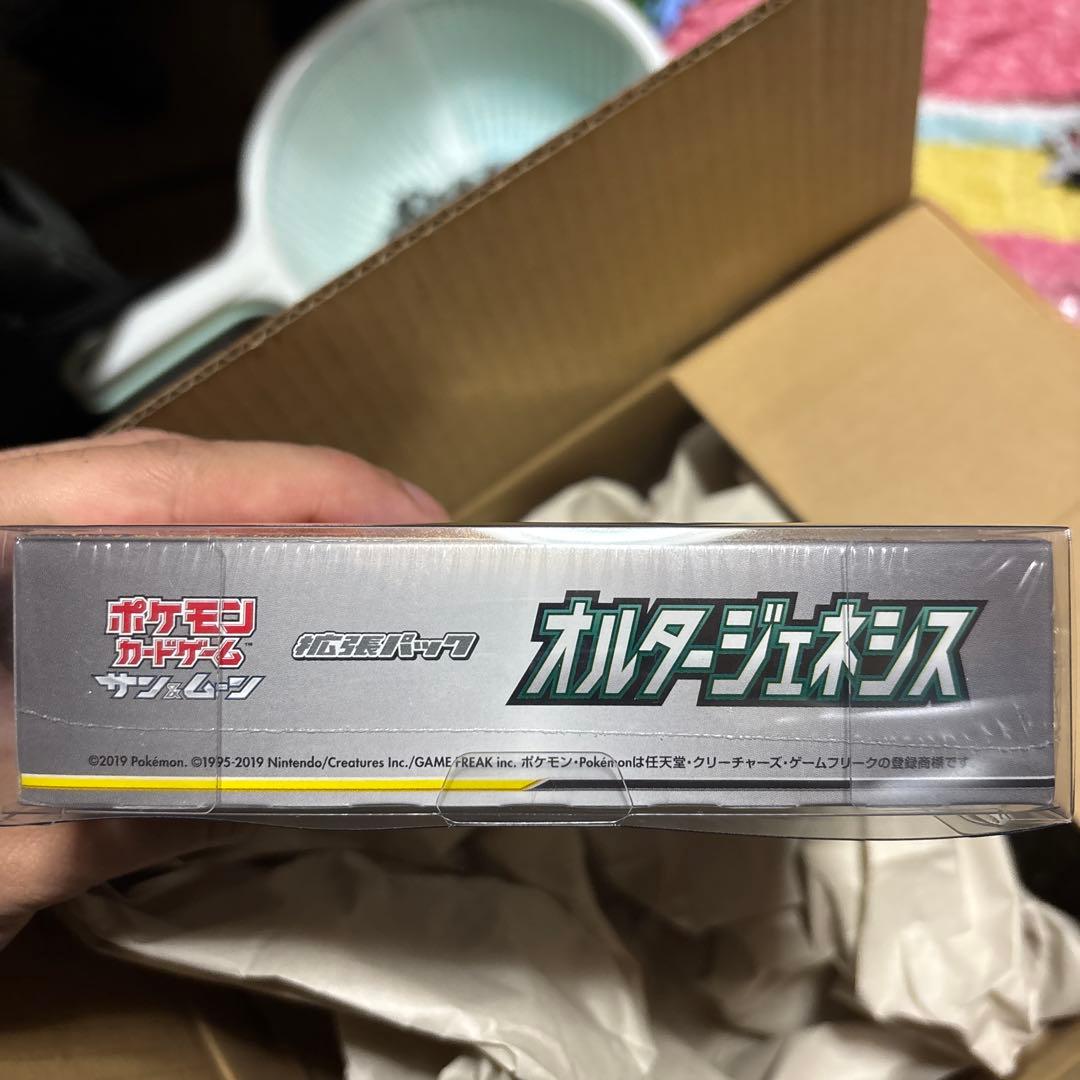 ポケモン
カードゲーム™
サン&ムーン
拡張パック
オルタージェネシス
©2019 Pokémon. ©1995-2019 Nintendo/Creatures Inc./GAME FREAK inc. ポケモン・Pokémonは任天堂・クリーチャーズ・ゲームフリークの登録商標です